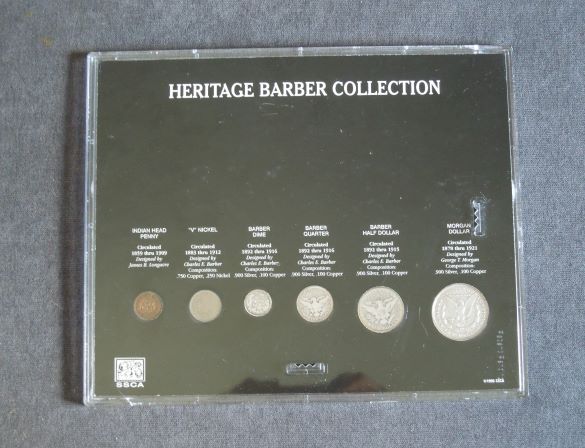 HERITAGE BARBER COLLECTION
INDIAN HEAD
PENNY
Circulated
1859 thru 1909
Designed by
James B. Longacre
"V" NICKEL
Circulated
1883 thru 1912
Designed by
Charles E. Barber
Composition:
.750 Copper, .250 Nickel
BARBER
DIME
Circulated
1892 thru 1916
Designed by
Charles E. Barber,
Composition:
.900 Silver, .100 Copper
BARBER
QUARTER
Circulated
1892 thru 1916
Designed by
Charles E. Barber
Composition:
.900 Silver, .100 Copper
BARBER
HALF DOLLAR
Circulated
1892 thru 1915
Designed by
Charles E. Barber
Composition:
.900 Silver, .100 Copper
MORGAN
DOLLAR
Circulated
1878 thru 1921
Designed by
George T. Morgan
Composition:
.900 Silver, .100 Copper
SSCA